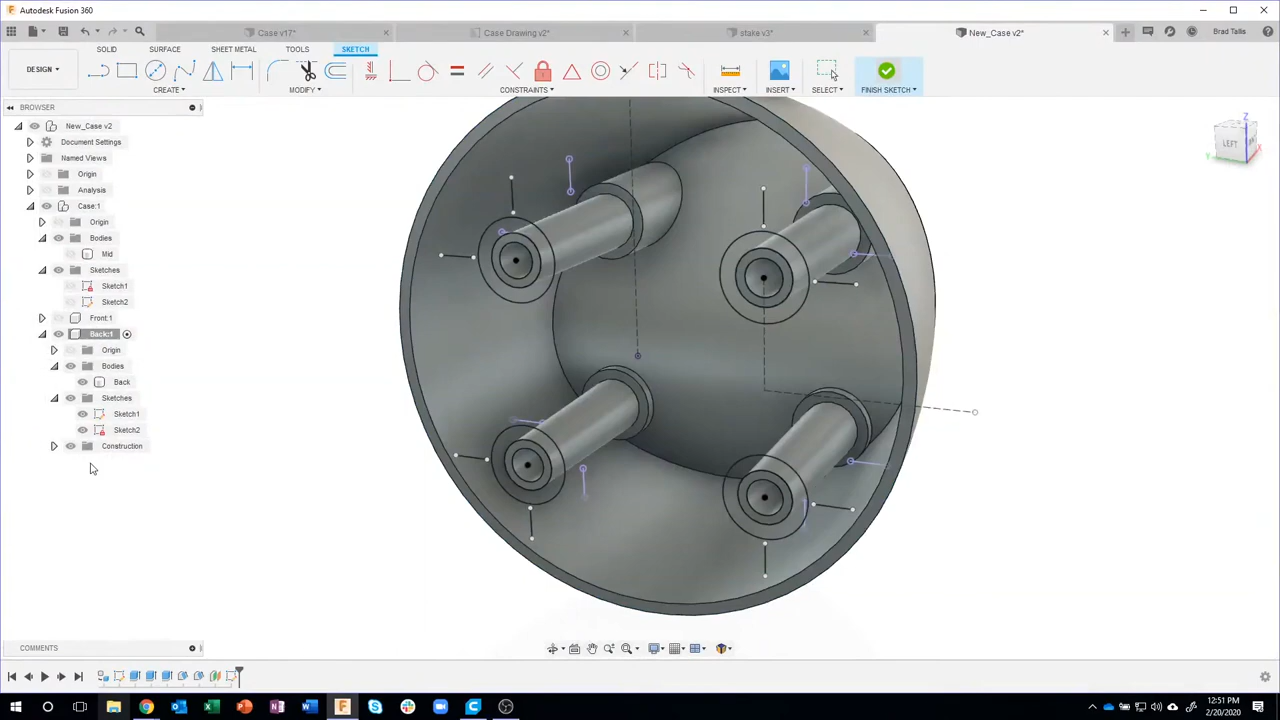 Autodesk Fusion 360
Case v17*
Case Drawing v2*
stake v3*
New_Case v2*
Brad Tallis
SOLID
SURFACE
SHEET METAL
TOOLS
SKETCH
DESIGN
CREATE
MODIFY
CONSTRAINTS
INSPECT
INSERT
SELECT
FINISH SKETCH
BROWSER
New_Case v2
Document Settings
Named Views
Origin
Analysis
Case:1
Origin
Bodies
Mid
Sketches
Sketch1
Sketch2
Front:1
Back:1
Origin
Bodies
Back
Sketches
Sketch1
Sketch2
Construction
Z
LEFT
Y
X
COMMENTS
12:51 PM
2/20/2020